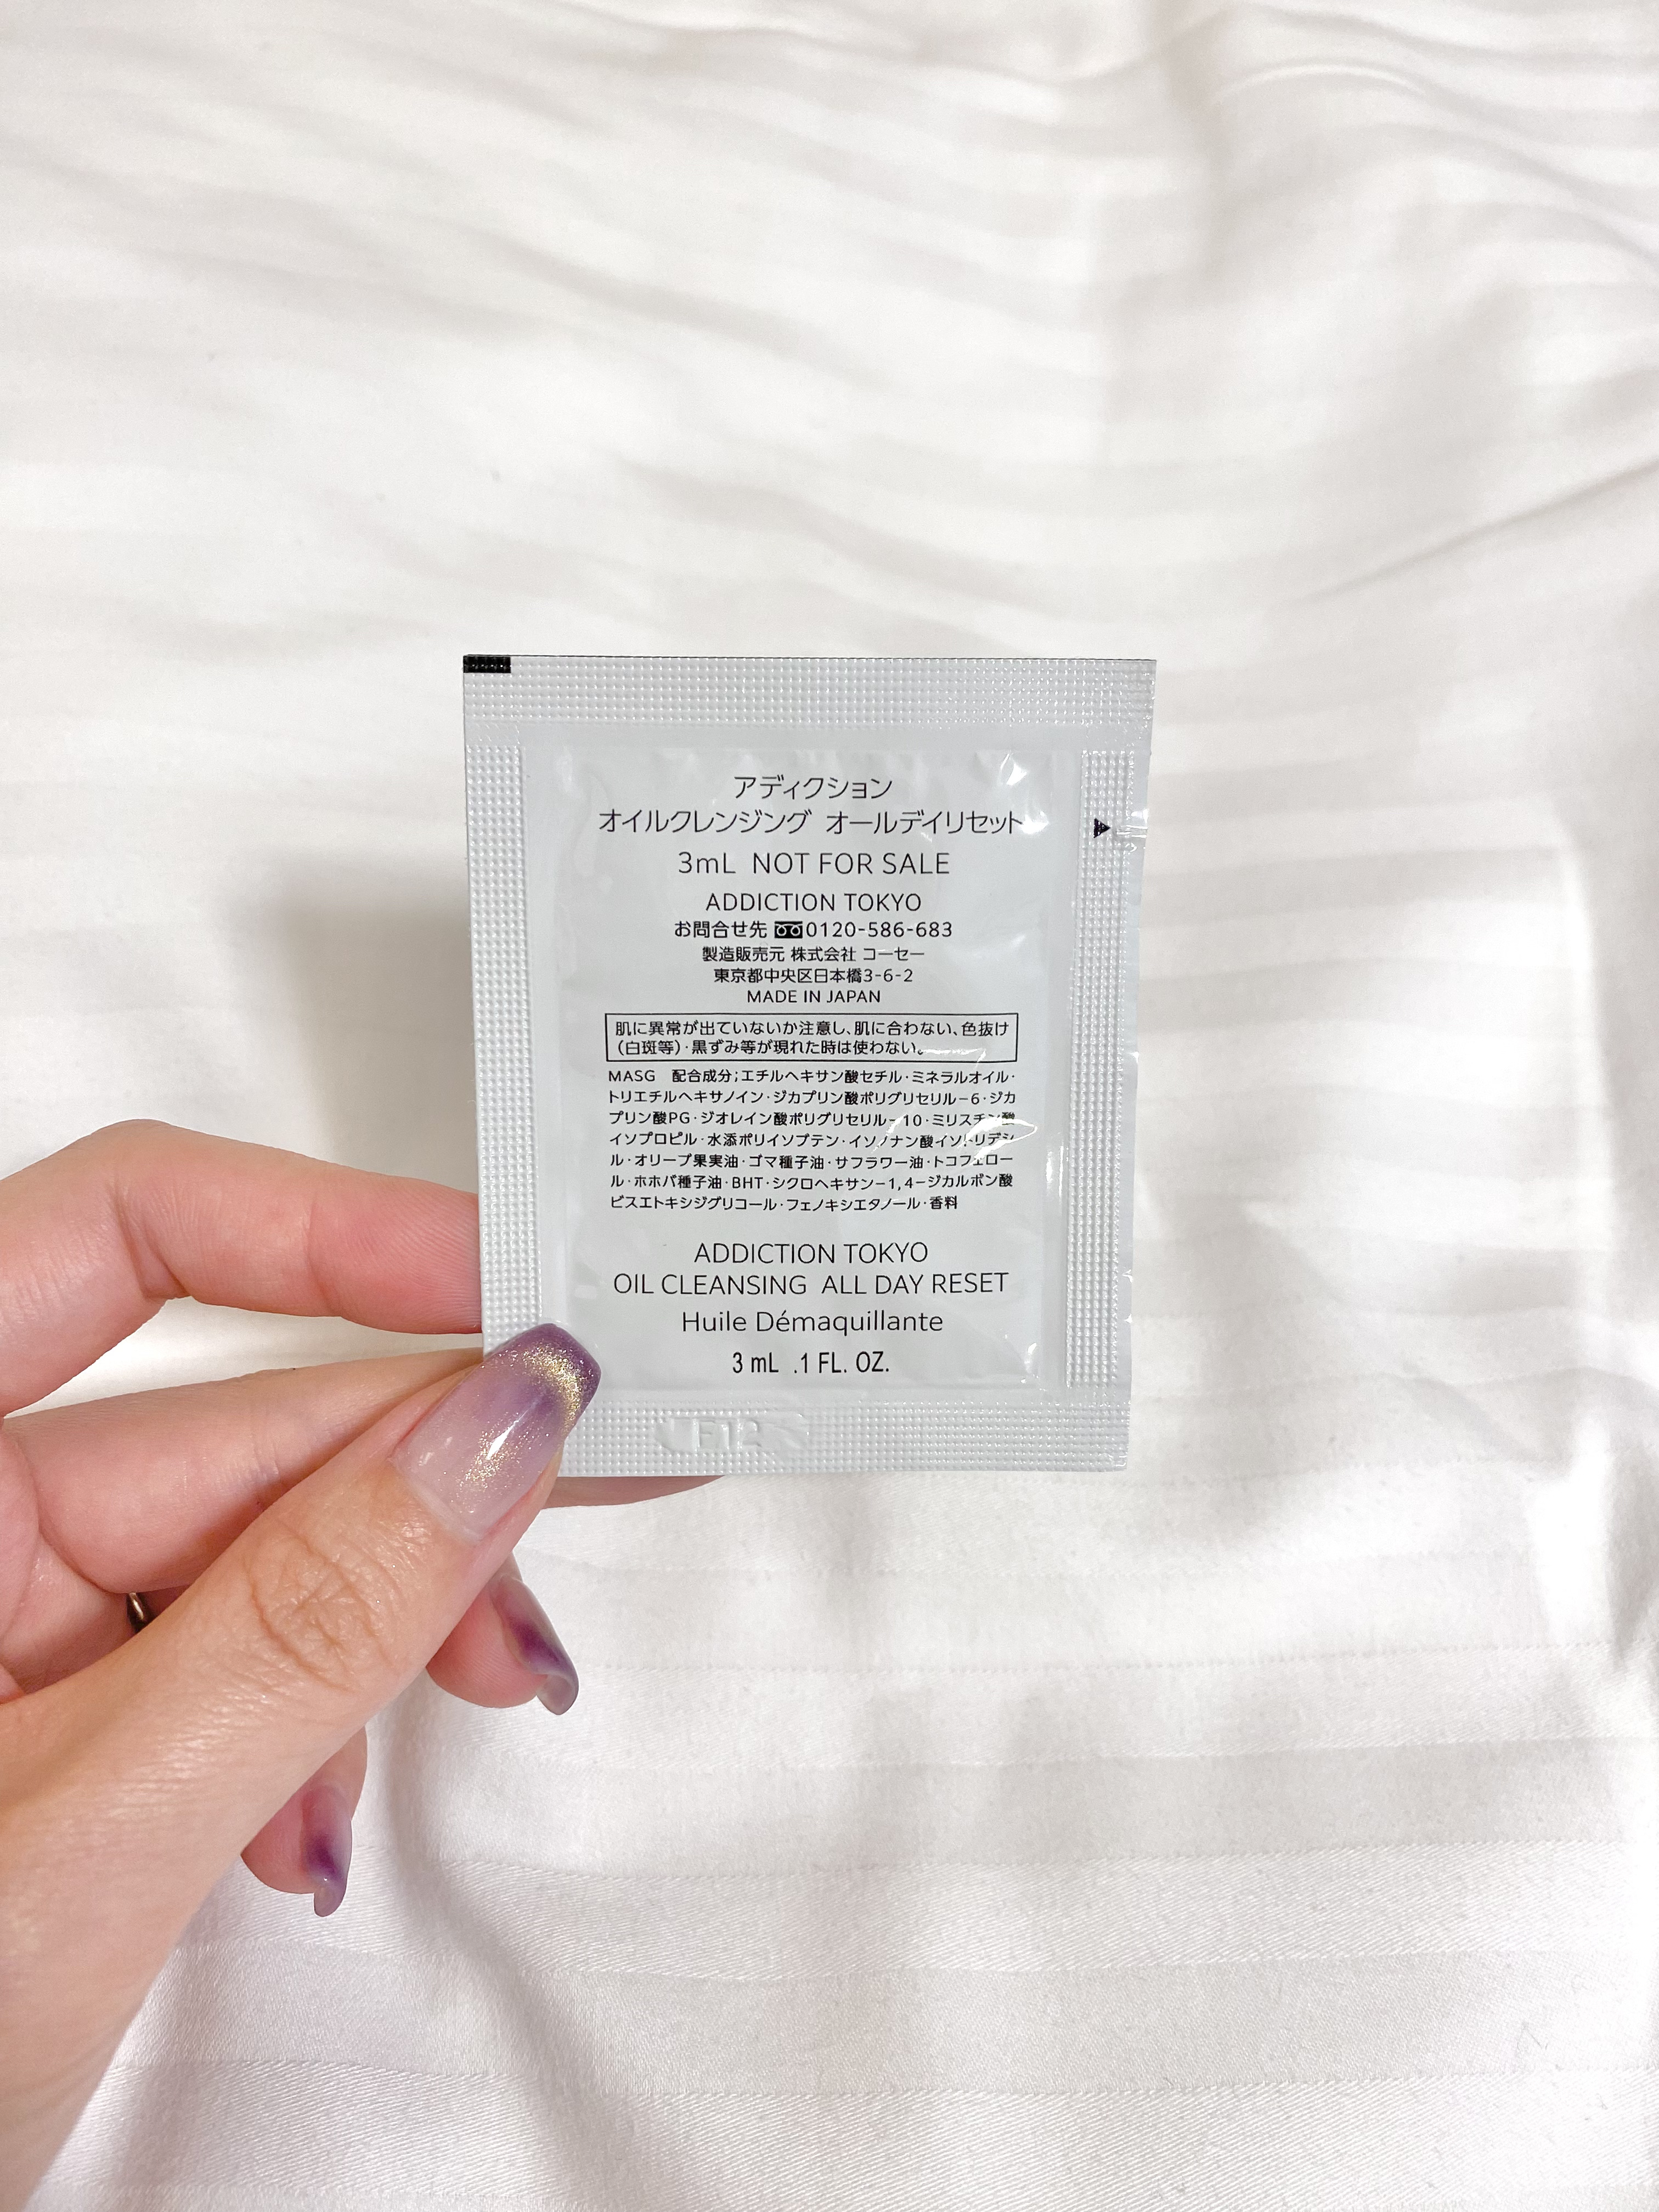 アディクション
オイルクレンジング オールデイリセット
3mL NOT FOR SALE
ADDICTION TOKYO
お問合せ先 0120-586-683
製造販売元 株式会社 コーセー
東京都中央区日本橋3-6-2
MADE IN JAPAN
肌に異常が出ていないか注意し、肌に合わない、色抜け
(白斑等)・黒ずみ等が現れた時は使わない。
MASG 配合成分;エチルヘキサン酸セチル・ミネラルオイル・
トリエチルヘキサノイン・ジカプリン酸ポリグリセリル-6・ジカ
プリン酸PG・ジオレイン酸ポリグリセリル-10・ミリスチン酸
イソプロピル・水添ポリイソブテン・イソノナン酸イソトリデシ
ル・オリーブ果実油・ゴマ種子油・サフラワー油・トコフェロー
ル・ホホバ種子油・BHT・シクロヘキサン-1,4-ジカルボン酸
ビスエトキシジグリコール・フェノキシエタノール・香料
ADDICTION TOKYO
OIL CLEANSING ALL DAY RESET
Huile Démaquillante
3 mL .1 FL. OZ.
F12